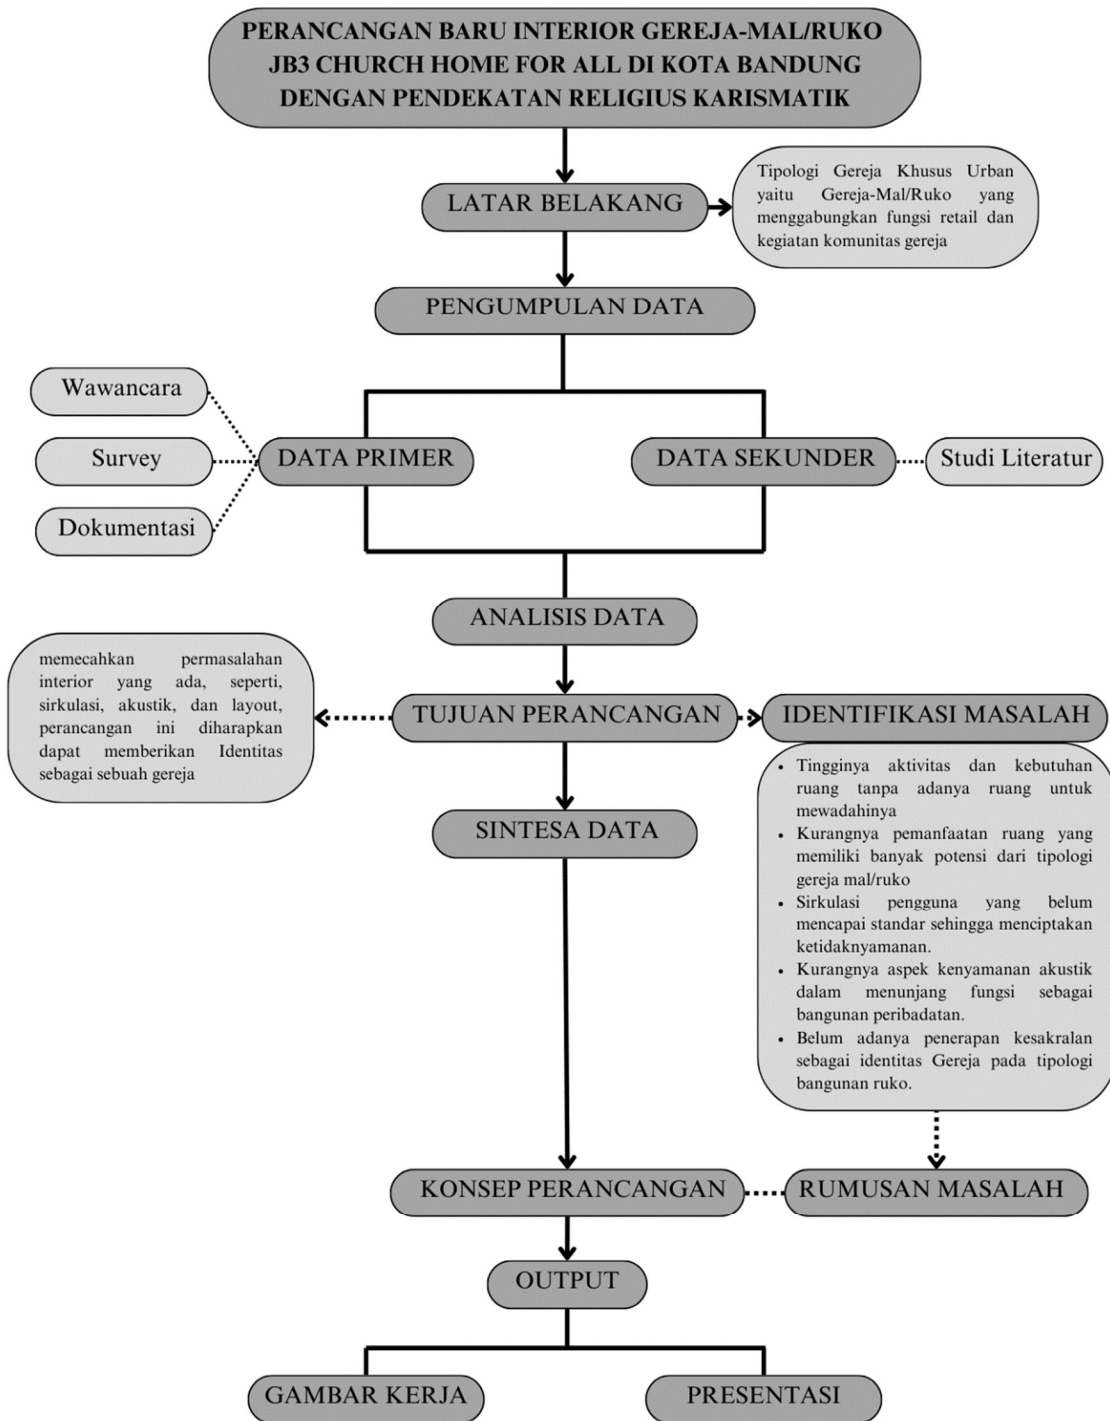 PERANCANGAN BARU INTERIOR GEREJA-MAL/RUKO
JB3 CHURCH HOME FOR ALL DI KOTA BANDUNG
DENGAN PENDEKATAN RELIGIUS KARISMATIK
LATAR BELAKANG
Tipologi Gereja Khusus Urban
yaitu Gereja-Mal/Ruko yang
menggabungkan fungsi retail dan
kegiatan komunitas gereja
PENGUMPULAN DATA
Wawancara
Survey
Dokumentasi
DATA PRIMER
DATA SEKUNDER
Studi Literatur
ANALISIS DATA
memecahkan permasalahan
interior yang ada, seperti,
sirkulasi, akustik, dan layout,
perancangan ini diharapkan
dapat memberikan Identitas
sebagai sebuah gereja
TUJUAN PERANCANGAN
IDENTIFIKASI MASALAH
• Tingginya aktivitas dan kebutuhan
ruang tanpa adanya ruang untuk
mewadahinya
• Kurangnya pemanfaatan ruang yang
memiliki banyak potensi dari tipologi
gereja mal/ruko
• Sirkulasi pengguna yang belum
mencapai standar sehingga menciptakan
ketidaknyamanan.
• Kurangnya aspek kenyamanan akustik
dalam menunjang fungsi sebagai
bangunan peribadatan.
• Belum adanya penerapan kesakralan
sebagai identitas Gereja pada tipologi
bangunan ruko.
SINTESA DATA
KONSEP PERANCANGAN
RUMUSAN MASALAH
OUTPUT
GAMBAR KERJA
PRESENTASI